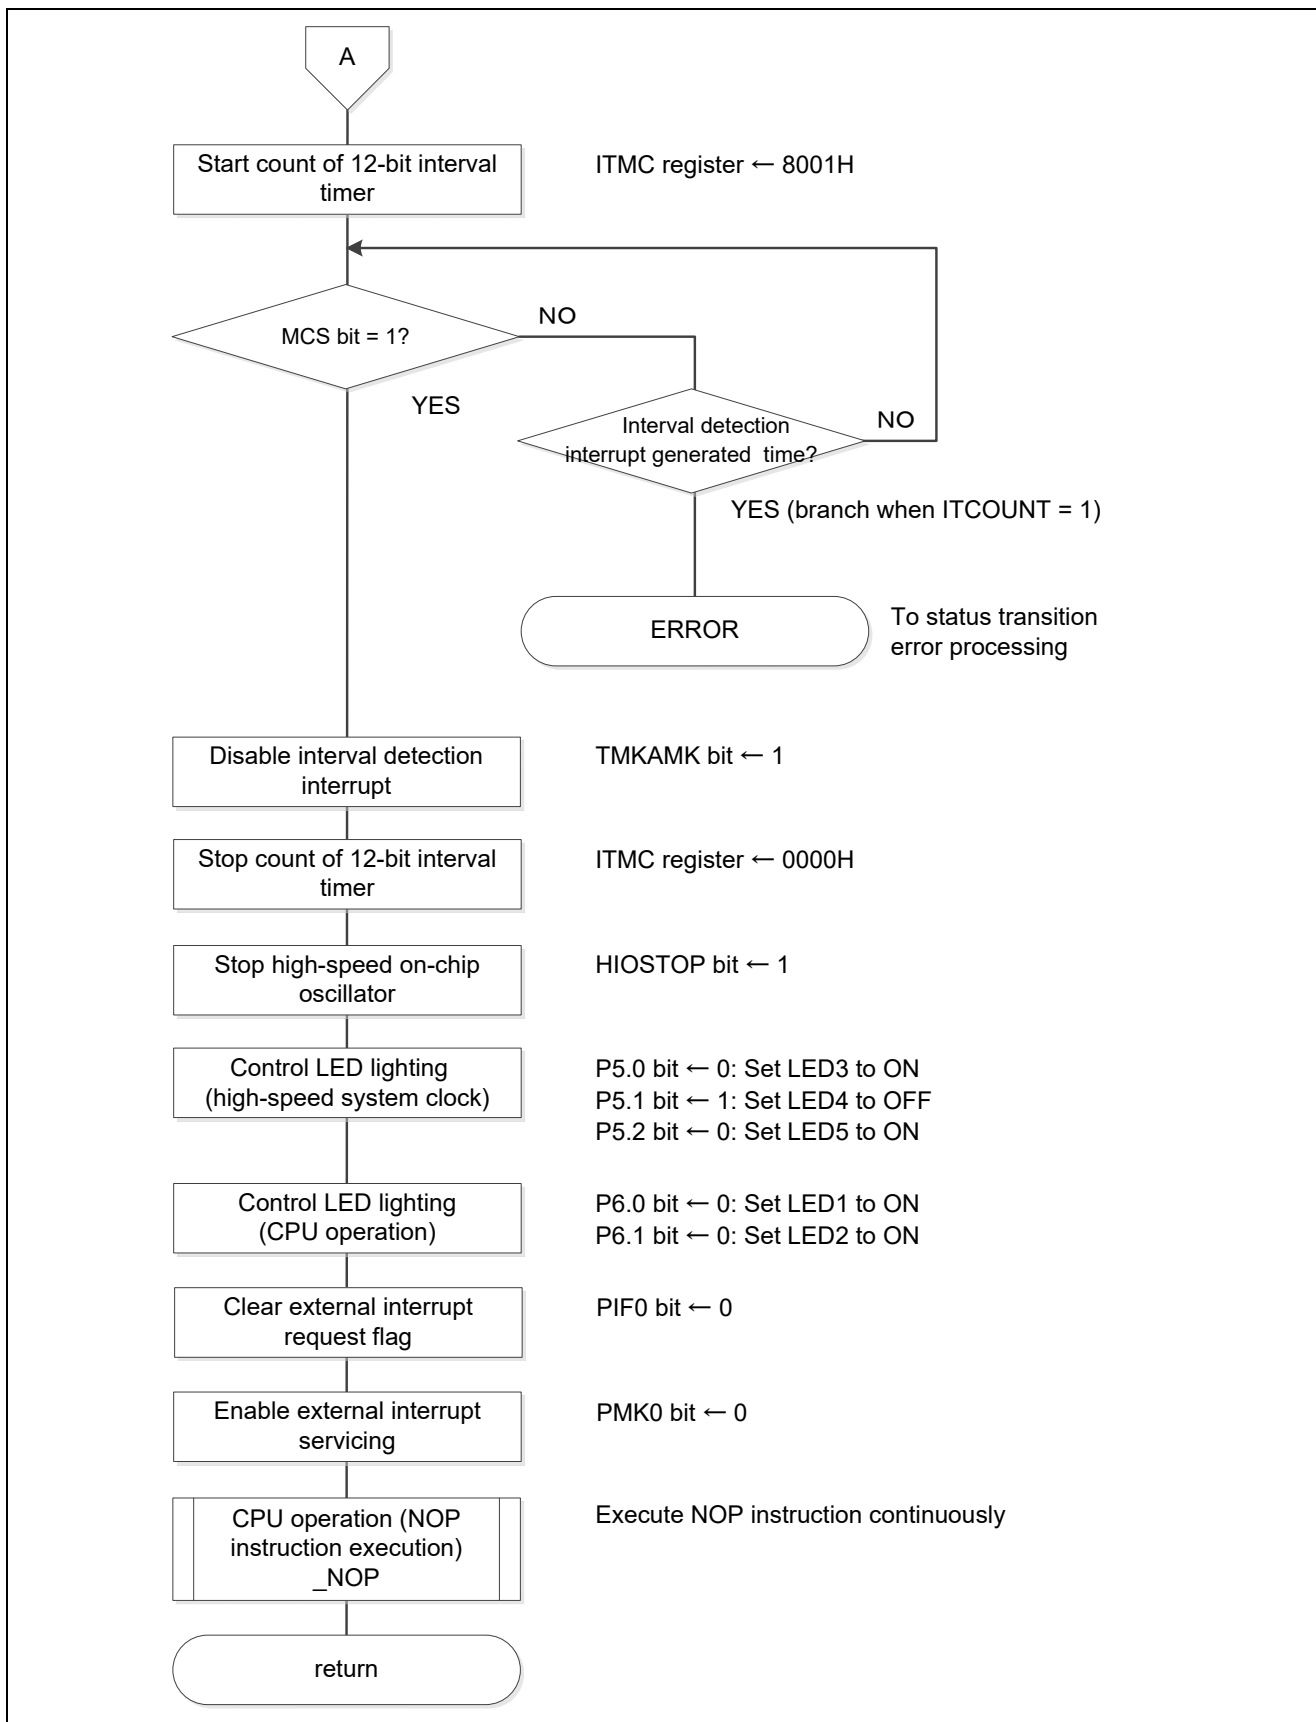 A
Start count of 12-bit interval
timer
ITMC register ← 8001H
MCS bit = 1?
NO
YES
Interval detection
interrupt generated  time?
NO
YES (branch when ITCOUNT = 1)
ERROR
To status transition
error processing
Disable interval detection
interrupt
TMKAMK bit ← 1
Stop count of 12-bit interval
timer
ITMC register ← 0000H
Stop high-speed on-chip
oscillator
HIOSTOP bit ← 1
Control LED lighting
(high-speed system clock)
P5.0 bit ← 0: Set LED3 to ON
P5.1 bit ← 1: Set LED4 to OFF
P5.2 bit ← 0: Set LED5 to ON
Control LED lighting
(CPU operation)
P6.0 bit ← 0: Set LED1 to ON
P6.1 bit ← 0: Set LED2 to ON
Clear external interrupt
request flag
PIF0 bit ← 0
Enable external interrupt
servicing
PMK0 bit ← 0
CPU operation (NOP
instruction execution)
_NOP
Execute NOP instruction continuously
return